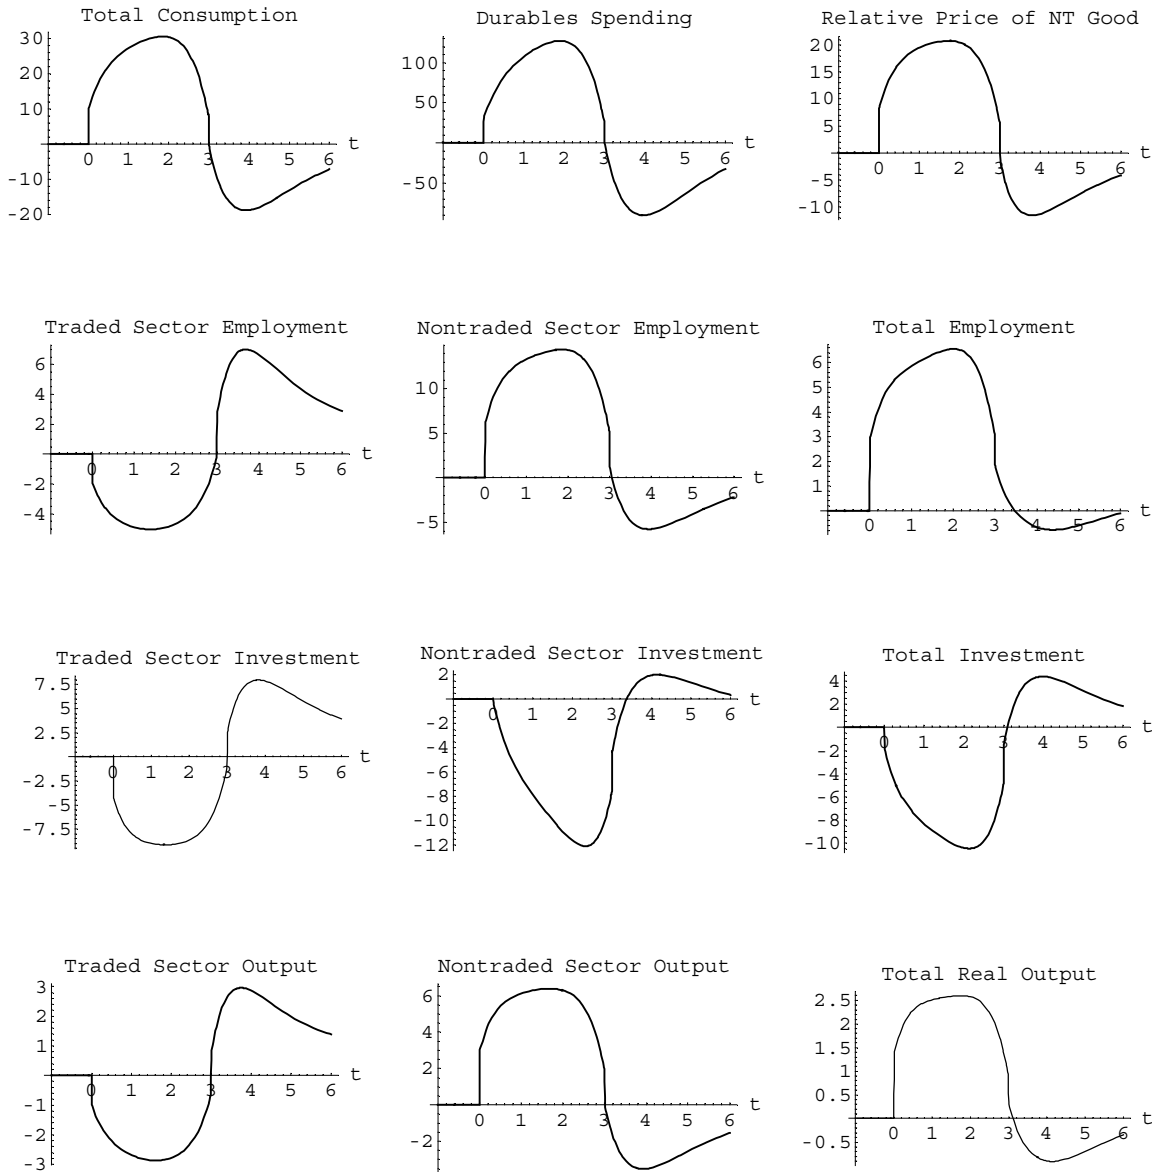 Total Consumption
30
20
10
-10
-20
0 1 2 3 4 5 6
t
Durables Spending
100
50
-50
0 1 2 3 4 5 6
t
Relative Price of NT Good
20
15
10
5
-5
-10
0 1 2 3 4 5 6
t
Traded Sector Employment
6
4
2
-2
-4
0 1 2 3 4 5 6
t
Nontraded Sector Employment
10
5
-5
0 1 2 3 4 5 6
t
Total Employment
6
5
4
3
2
1
0 1 2 3 4 5 6
t
Traded Sector Investment
7.5
5
2.5
-2.5
-5
-7.5
0 1 2 3 4 5 6
t
Nontraded Sector Investment
2
-2
-4
-6
-8
-10
-12
0 1 2 3 4 5 6
t
Total Investment
4
2
-2
-4
-6
-8
-10
0 1 2 3 4 5 6
t
Traded Sector Output
3
2
1
-1
-2
-3
0 1 2 3 4 5 6
t
Nontraded Sector Output
6
4
2
-2
0 1 2 3 4 5 6
t
Total Real Output
2.5
2
1.5
1
0.5
-0.5
0 1 2 3 4 5 6
t